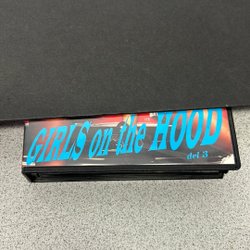 GIRLS on the HOOD
del 3